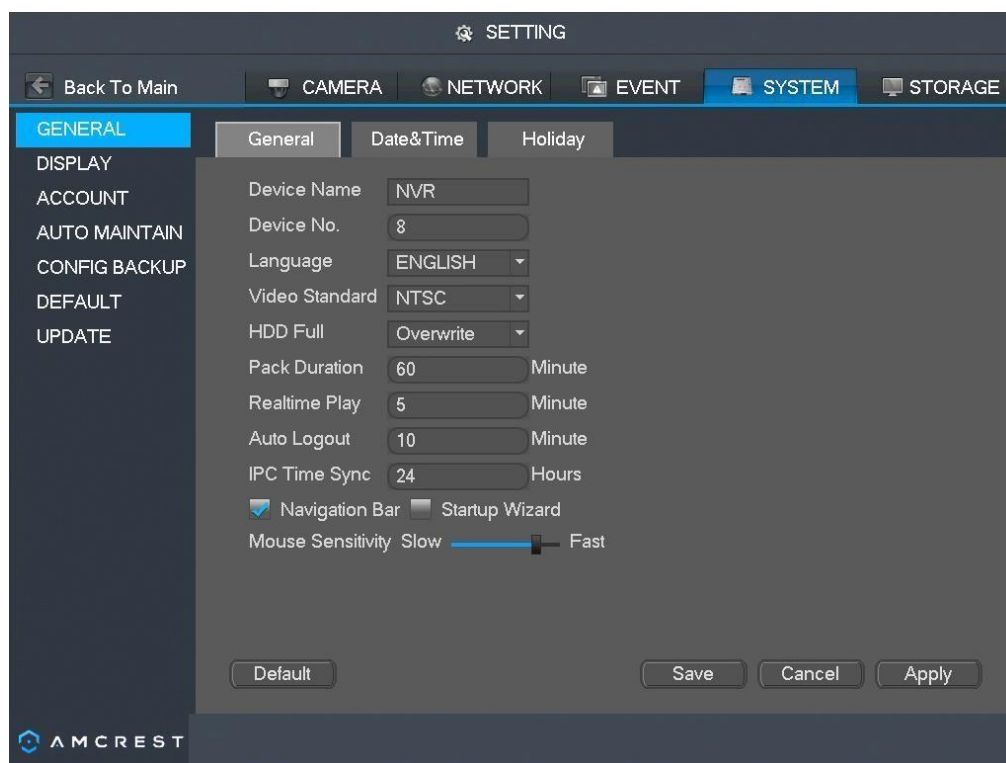 SETTING
Back To Main CAMERA NETWORK EVENT SYSTEM STORAGE
GENERAL
DISPLAY
ACCOUNT
AUTO MAINTAIN
CONFIG BACKUP
DEFAULT
UPDATE
General Date&Time Holiday
Device Name NVR
Device No. 8
Language ENGLISH
Video Standard NTSC
HDD Full Overwrite
Pack Duration 60 Minute
Realtime Play 5 Minute
Auto Logout 10 Minute
IPC Time Sync 24 Hours
Navigation Bar Startup Wizard
Mouse Sensitivity Slow Fast
Default Save Cancel Apply
AMCREST